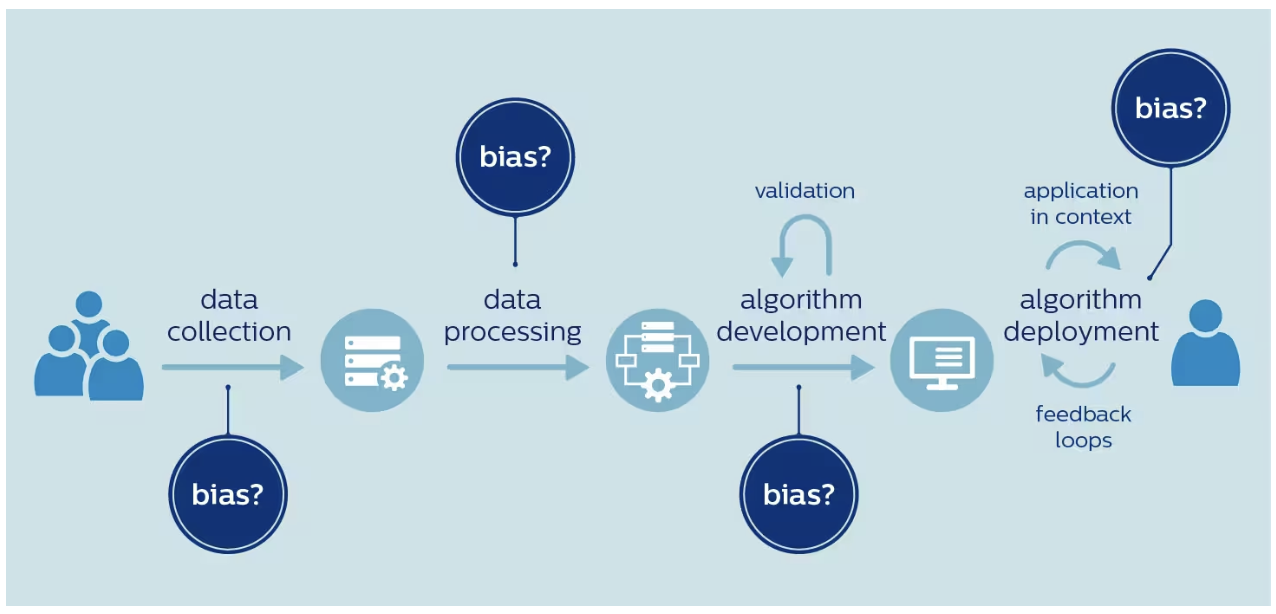 bias?
bias?
validation
application
in context
data
collection
data
processing
algorithm
development
algorithm
deployment
feedback
loops
bias?
bias?